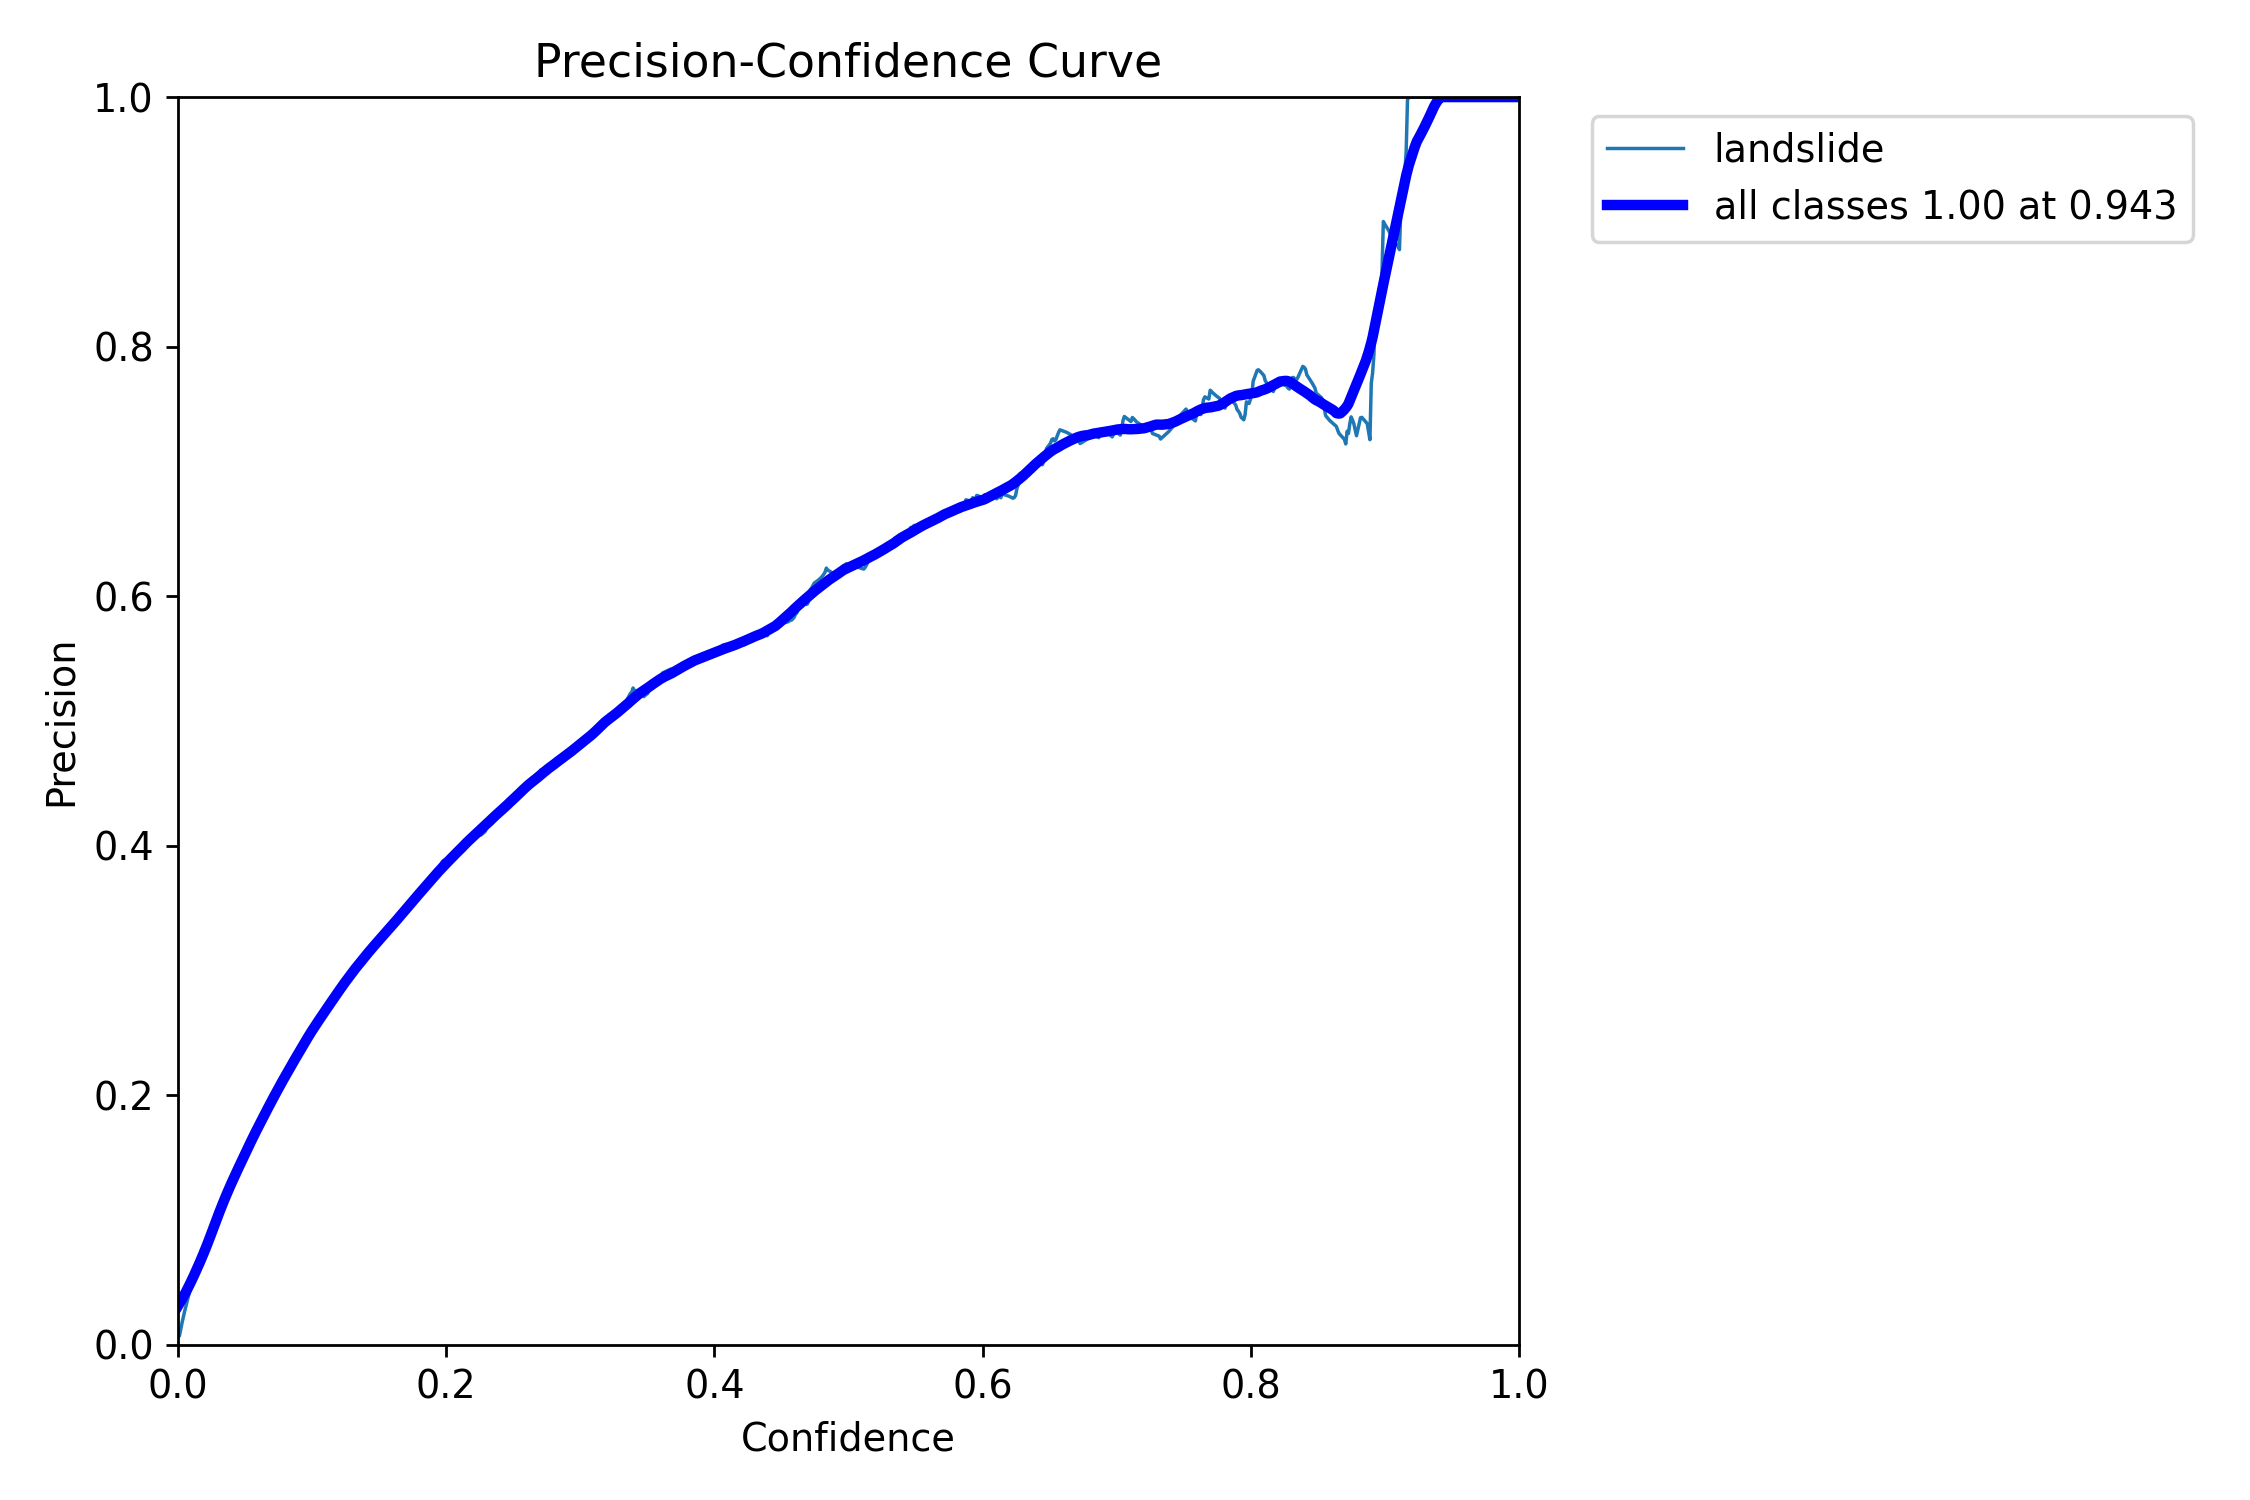 Precision-Confidence Curve
landslide
all classes 1.00 at 0.943
Precision
1.0
0.8
0.6
0.4
0.2
0.0
0.0 0.2 0.4 0.6 0.8 1.0
Confidence